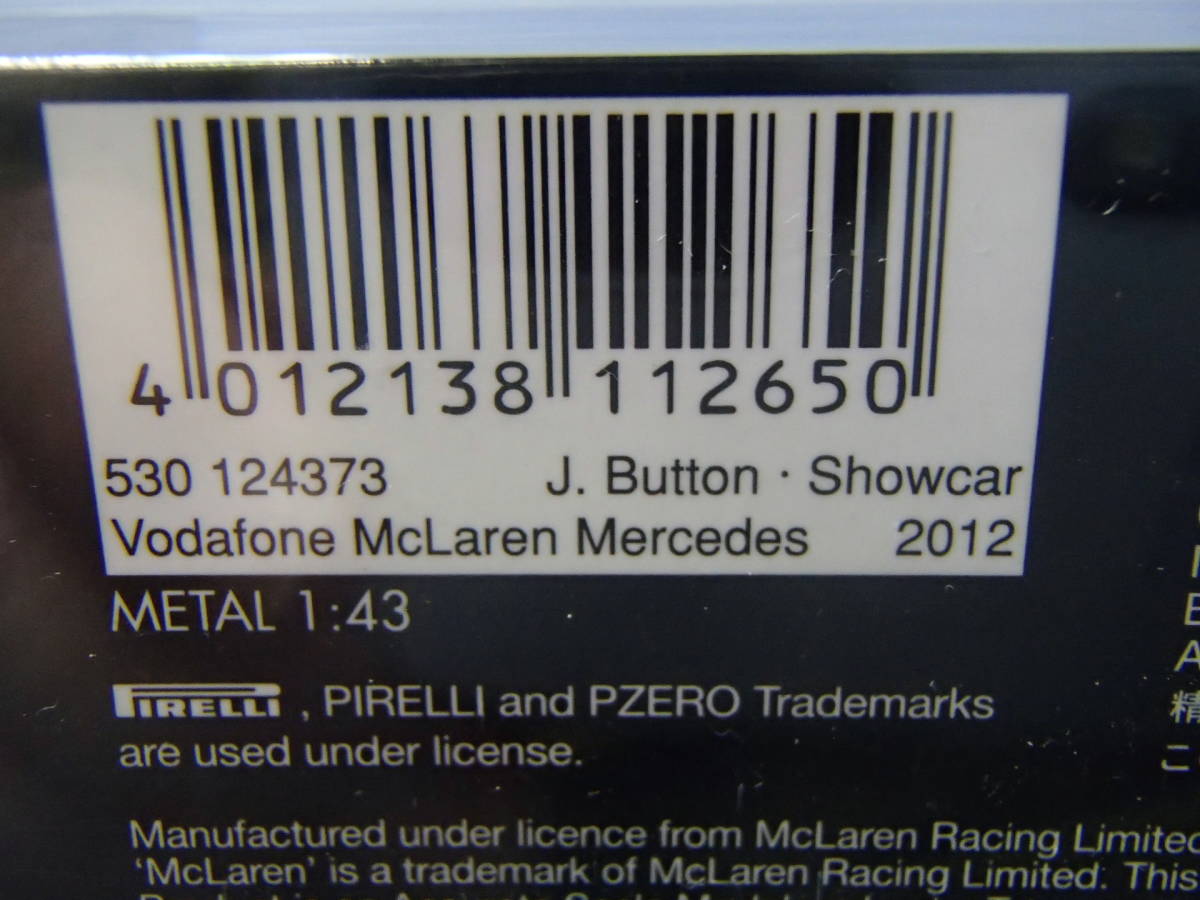 4 012138 112650
530 124373 J. Button · Showcar
Vodafone McLaren Mercedes 2012
METAL 1:43
PIRELLI , PIRELLI and PZERO Trademarks
are used under license.
Manufactured under licence from McLaren Racing Limited
'McLaren' is a trademark of McLaren Racing Limited. This
精
こ